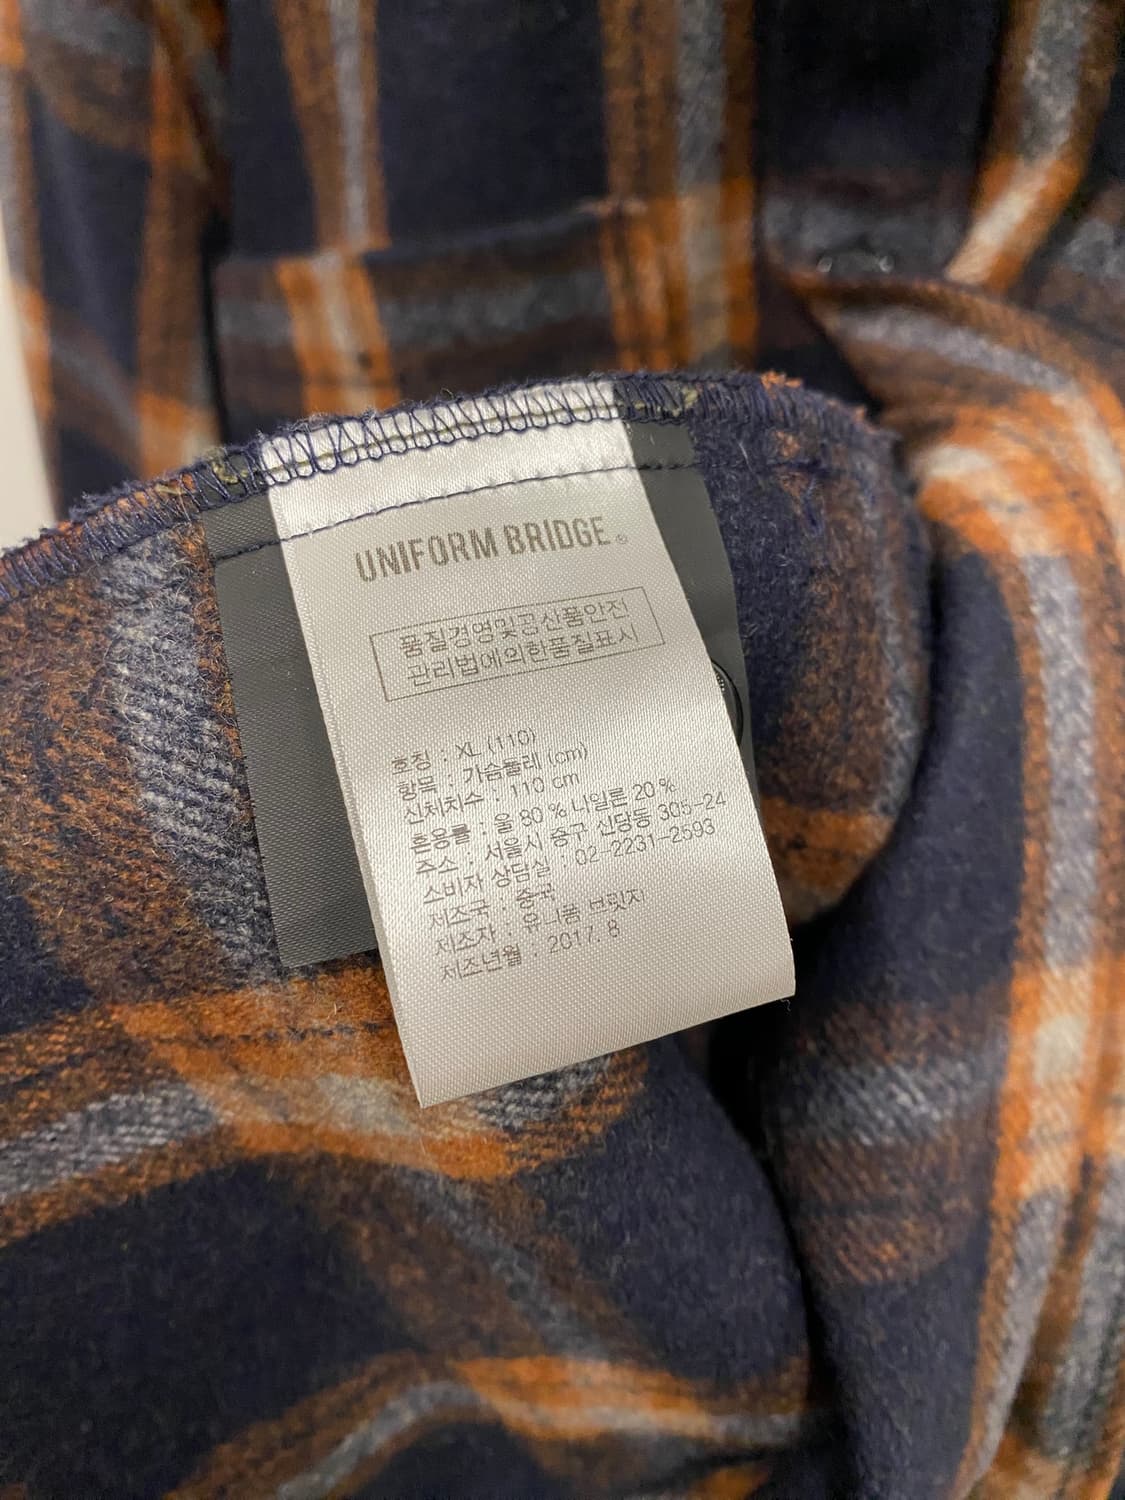 UNIFORM BRIDGE®
품질경영및공산품안전
관리법에의한품질표시
호칭 : XL (110)
항목 : 가슴둘레 (cm)
신체치수 : 110 cm
혼용률 : 울 80 % 나일론 20 %
주소 : 서울시 중구 신당동 305-24
소비자 상담실 : 02-2231-2593
제조국 : 중국
제조자 : 유니폼 브릿지
제조년월 : 2017. 8